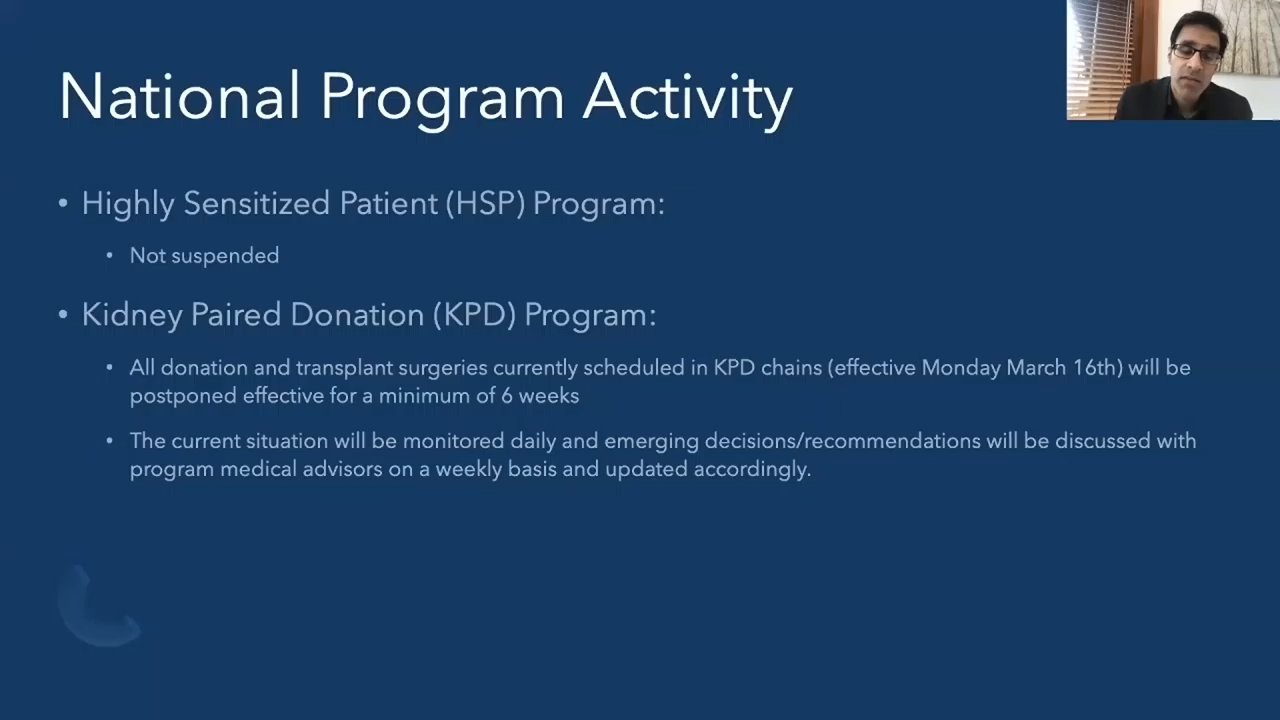 National Program Activity
• Highly Sensitized Patient (HSP) Program:
• Not suspended
• Kidney Paired Donation (KPD) Program:
• All donation and transplant surgeries currently scheduled in KPD chains (effective Monday March 16th) will be
postponed effective for a minimum of 6 weeks
• The current situation will be monitored daily and emerging decisions/recommendations will be discussed with
program medical advisors on a weekly basis and updated accordingly.